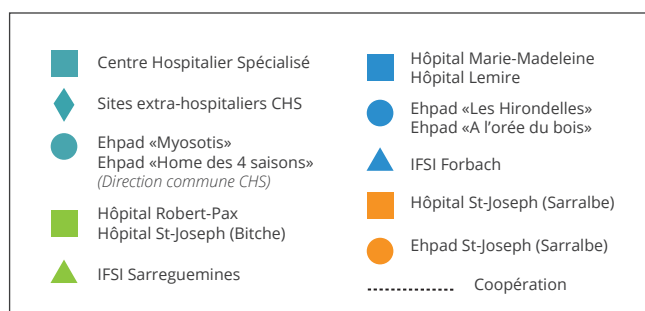 Centre Hospitalier Spécialisé
Sites extra-hospitaliers CHS
Ehpad «Myosotis»
Ehpad «Home des 4 saisons»
(Direction commune CHS)
Hôpital Robert-Pax
Hôpital St-Joseph (Bitche)
IFSI Sarreguemines
Hôpital Marie-Madeleine
Hôpital Lemire
Ehpad «Les Hirondelles»
Ehpad «A l’orée du bois»
IFSI Forbach
Hôpital St-Joseph (Sarralbe)
Ehpad St-Joseph (Sarralbe)
Coopération